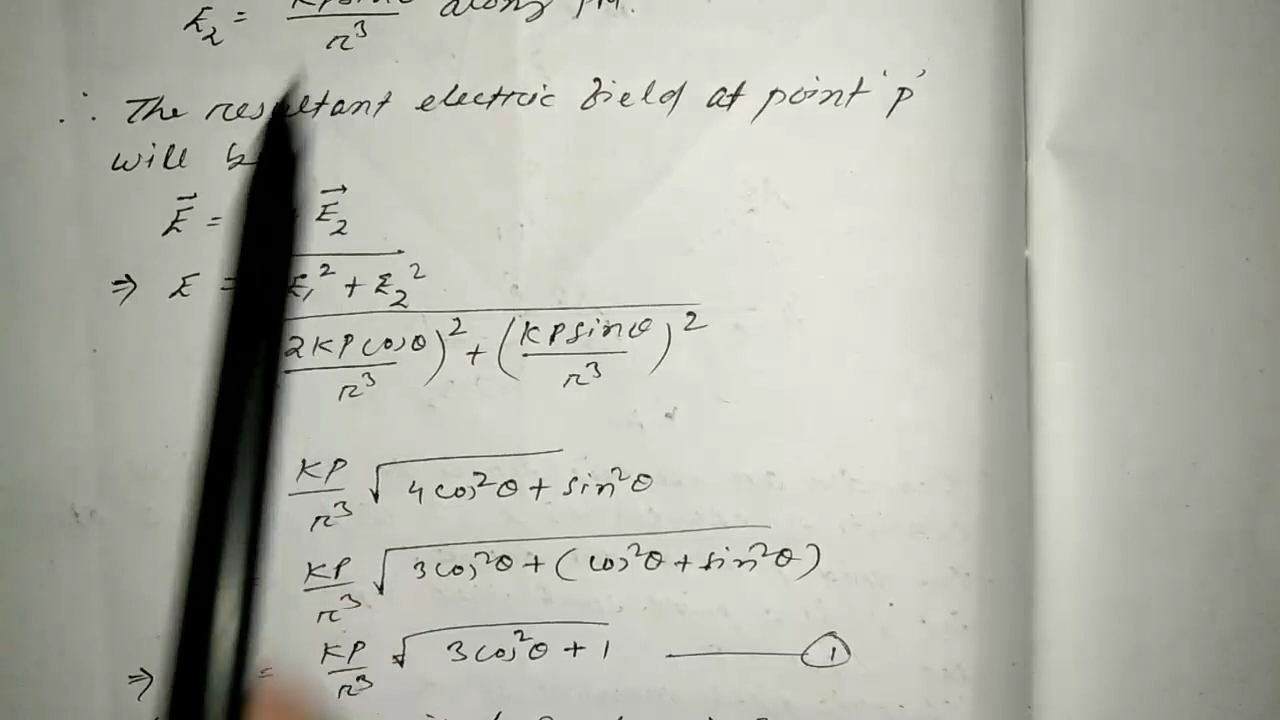 E₂ = ———/r³ along PM.
∴ The resultant electric field at point 'P'
will
E⃗ = E⃗₂
⇒ E = E₁² + E₂²
2KPcosθ/r³)² + (KPsinθ/r³)²
KP/r³ √4cos²θ + sin²θ
= KP/r³ √3cos²θ + (cos²θ + sin²θ)
⇒ = KP/r³ √3cos²θ + 1 ——— ①